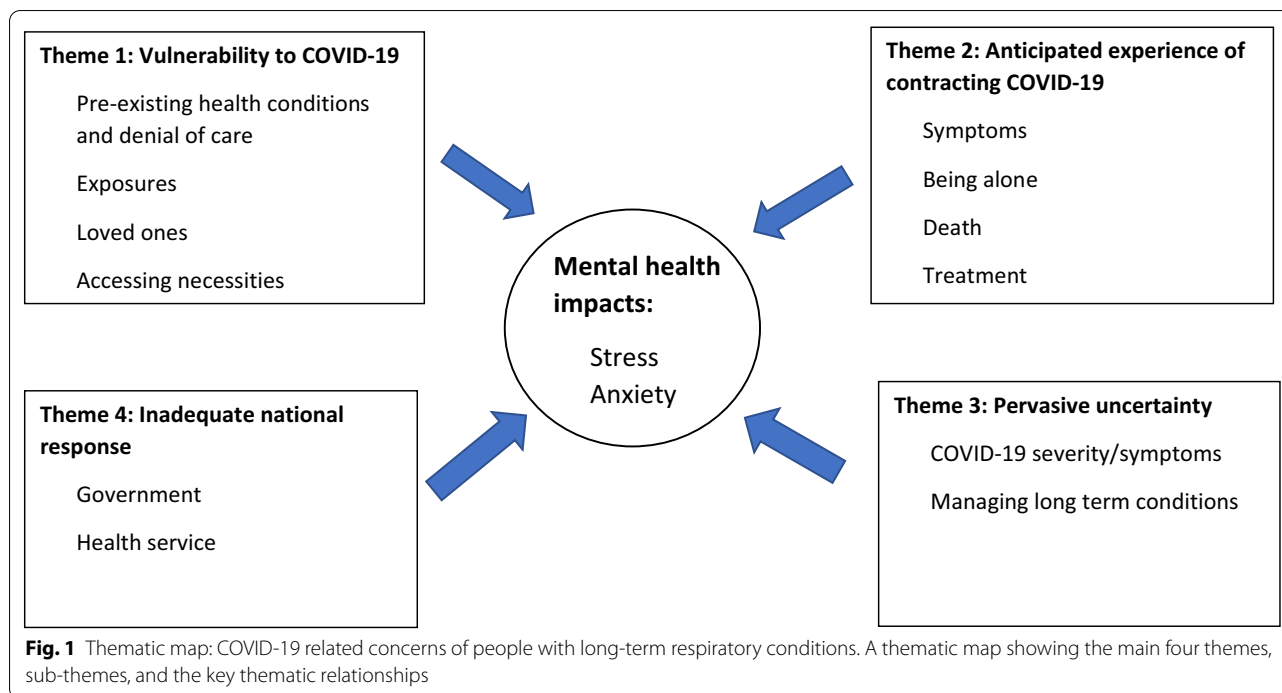 Theme 1: Vulnerability to COVID-19
Pre-existing health conditions
and denial of care
Exposures
Loved ones
Accessing necessities
Theme 2: Anticipated experience of
contracting COVID-19
Symptoms
Being alone
Death
Treatment
Mental health
impacts:
Stress
Anxiety
Theme 4: Inadequate national
response
Government
Health service
Theme 3: Pervasive uncertainty
COVID-19 severity/symptoms
Managing long term conditions
Fig. 1 Thematic map: COVID-19 related concerns of people with long-term respiratory conditions. A thematic map showing the main four themes,
sub-themes, and the key thematic relationships